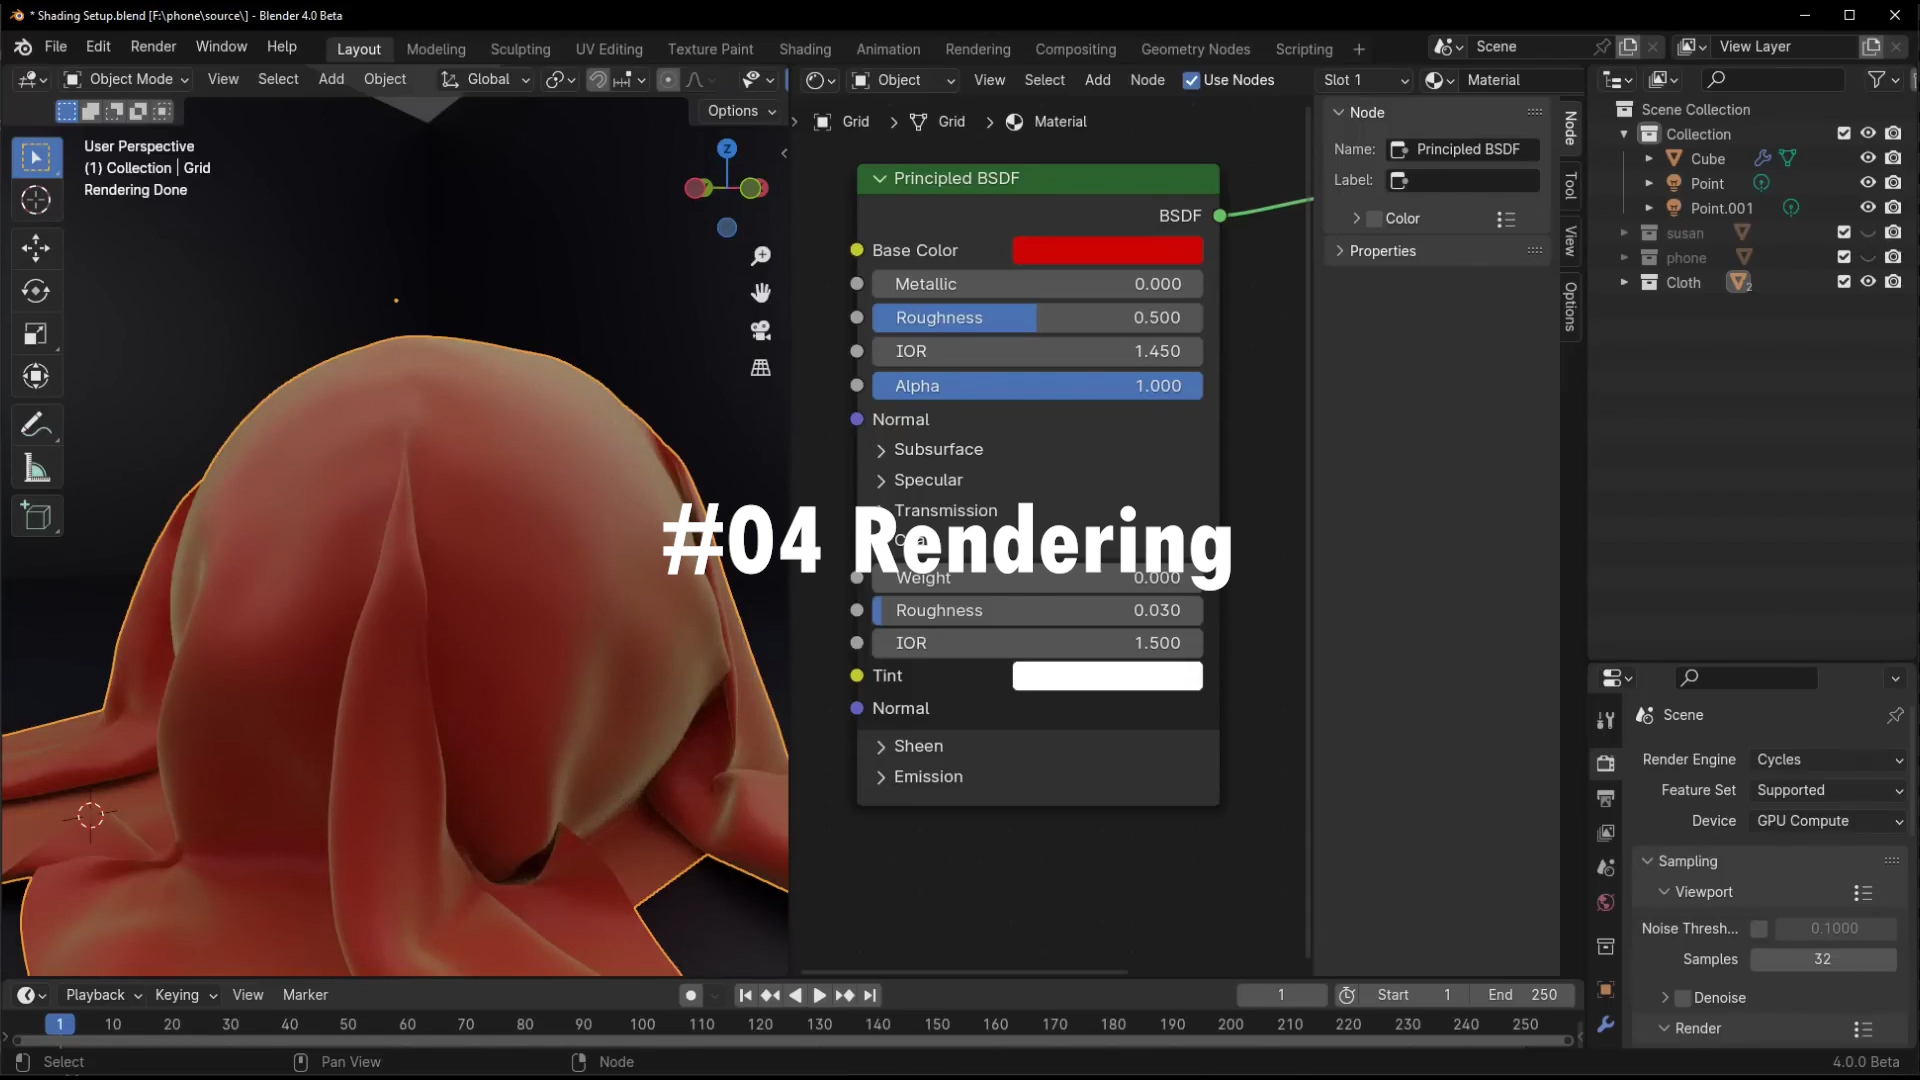 * Shading Setup.blend [F:\phone\source\] - Blender 4.0 Beta
File Edit Render Window Help Layout Modeling Sculpting UV Editing Texture Paint Shading Animation Rendering Compositing Geometry Nodes Scripting + Scene View Layer
Object Mode View Select Add Object Global Object View Select Add Node Use Nodes Slot 1 Material
Options
User Perspective
(1) Collection | Grid
Rendering Done
Z
Grid > Grid > Material
Principled BSDF
BSDF
Base Color
Metallic 0.000
Roughness 0.500
IOR 1.450
Alpha 1.000
Normal
Subsurface
Specular
Transmission
#04 Rendering
Weight 0.000
Roughness 0.030
IOR 1.500
Tint
Normal
Sheen
Emission
Node
Name: Principled BSDF
Label:
Color
Properties
Node
Tool
View
Options
Scene Collection
Collection
Cube
Point
Point.001
susan
phone
Cloth 2
Scene
Render Engine Cycles
Feature Set Supported
Device GPU Compute
Sampling
Viewport
Noise Thresh... 0.1000
Samples 32
Denoise
Render
Playback Keying View Marker 1 Start 1 End 250
1 10 20 30 40 50 60 70 80 90 100 110 120 130 140 150 160 170 180 190 200 210 220 230 240 250
Select Pan View Node 4.0.0 Beta